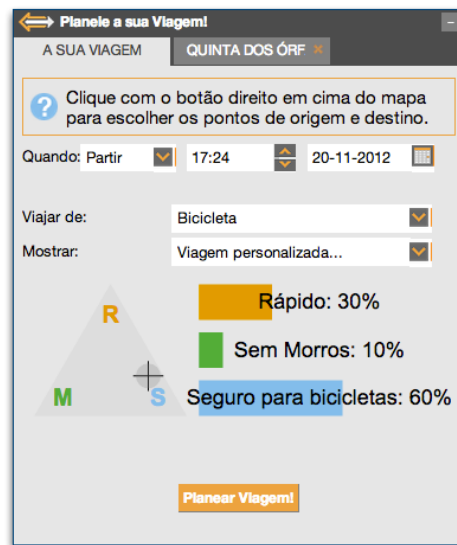 Planeie a sua Viagem!
A SUA VIAGEM
QUINTA DOS ÓRF ×
?
Clique com o botão direito em cima do mapa
para escolher os pontos de origem e destino.
Quando: Partir 17:24 20-11-2012
Viajar de: Bicicleta
Mostrar: Viagem personalizada...
R
M
S
Rápido: 30%
Sem Morros: 10%
Seguro para bicicletas: 60%
Planear Viagem!